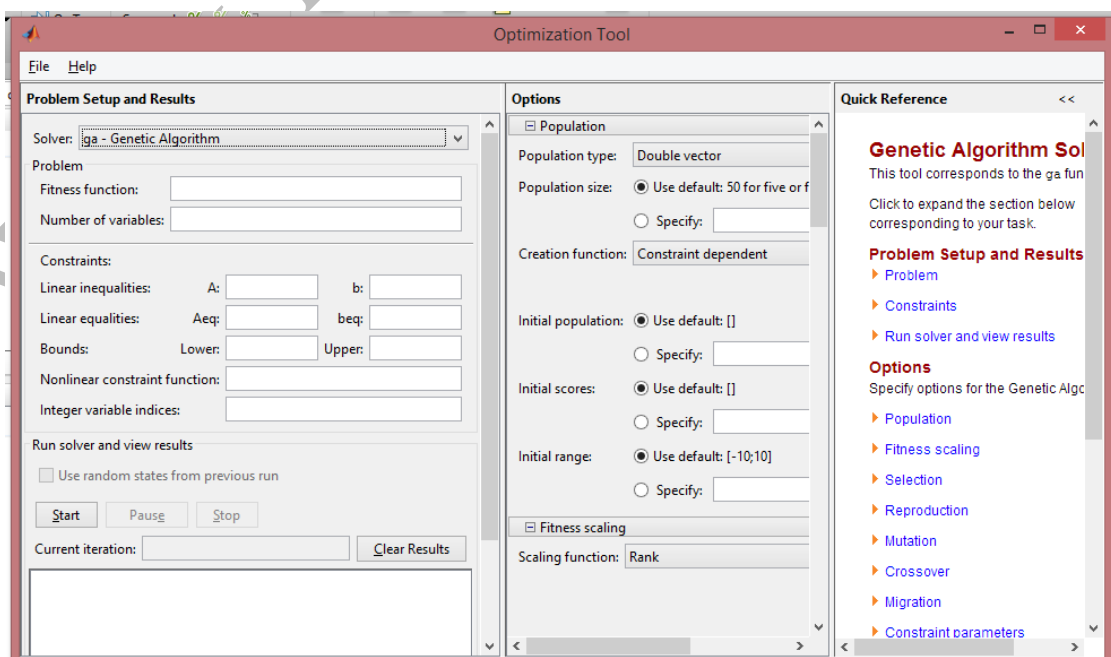 Optimization Tool
File Help
Problem Setup and Results
Solver: ga - Genetic Algorithm
Problem
Fitness function:
Number of variables:
Constraints:
Linear inequalities: A: b:
Linear equalities: Aeq: beq:
Bounds: Lower: Upper:
Nonlinear constraint function:
Integer variable indices:
Run solver and view results
Use random states from previous run
Start Pause Stop
Current iteration: Clear Results
Options
Population
Population type: Double vector
Population size: Use default: 50 for five or f
Specify:
Creation function: Constraint dependent
Initial population: Use default: []
Specify:
Initial scores: Use default: []
Specify:
Initial range: Use default: [-10;10]
Specify:
Fitness scaling
Scaling function: Rank
Quick Reference <<
Genetic Algorithm Sol
This tool corresponds to the ga fun
Click to expand the section below
corresponding to your task.
Problem Setup and Results
Problem
Constraints
Run solver and view results
Options
Specify options for the Genetic Algo
Population
Fitness scaling
Selection
Reproduction
Mutation
Crossover
Migration
Constraint parameters